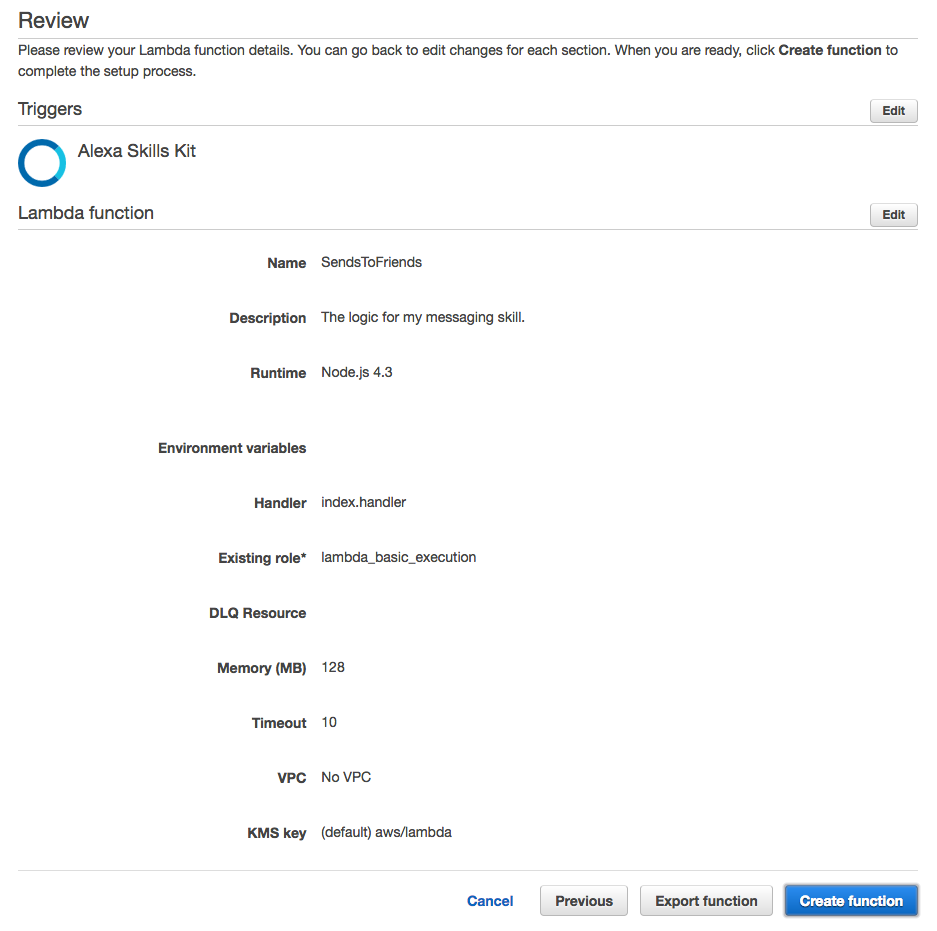 Review
Please review your Lambda function details. You can go back to edit changes for each section. When you are ready, click Create function to
complete the setup process.
Triggers
Edit
Alexa Skills Kit
Lambda function
Edit
Name SendsToFriends
Description The logic for my messaging skill.
Runtime Node.js 4.3
Environment variables
Handler index.handler
Existing role* lambda_basic_execution
DLQ Resource
Memory (MB) 128
Timeout 10
VPC No VPC
KMS key (default) aws/lambda
Cancel Previous Export function Create function